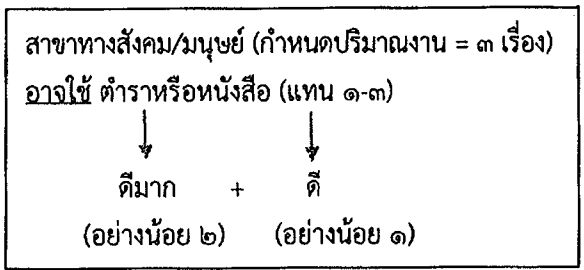 สาขาทางสังคม/มนุษย์ (กำหนดปริมาณงาน = ๓ เรื่อง)
อาจใช้ ตำราหรือหนังสือ (แทน ๑-๓)
ดีมาก + ดี
(อย่างน้อย ๒) (อย่างน้อย ๑)